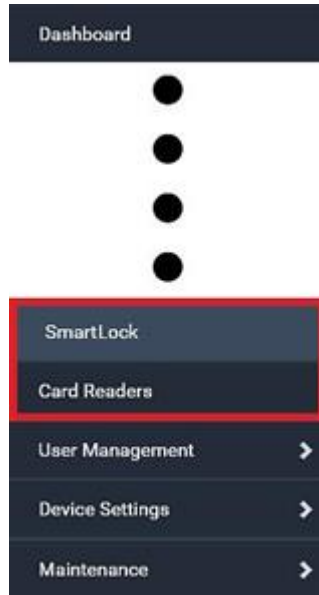 Dashboard
SmartLock
Card Readers
User Management
Device Settings
Maintenance